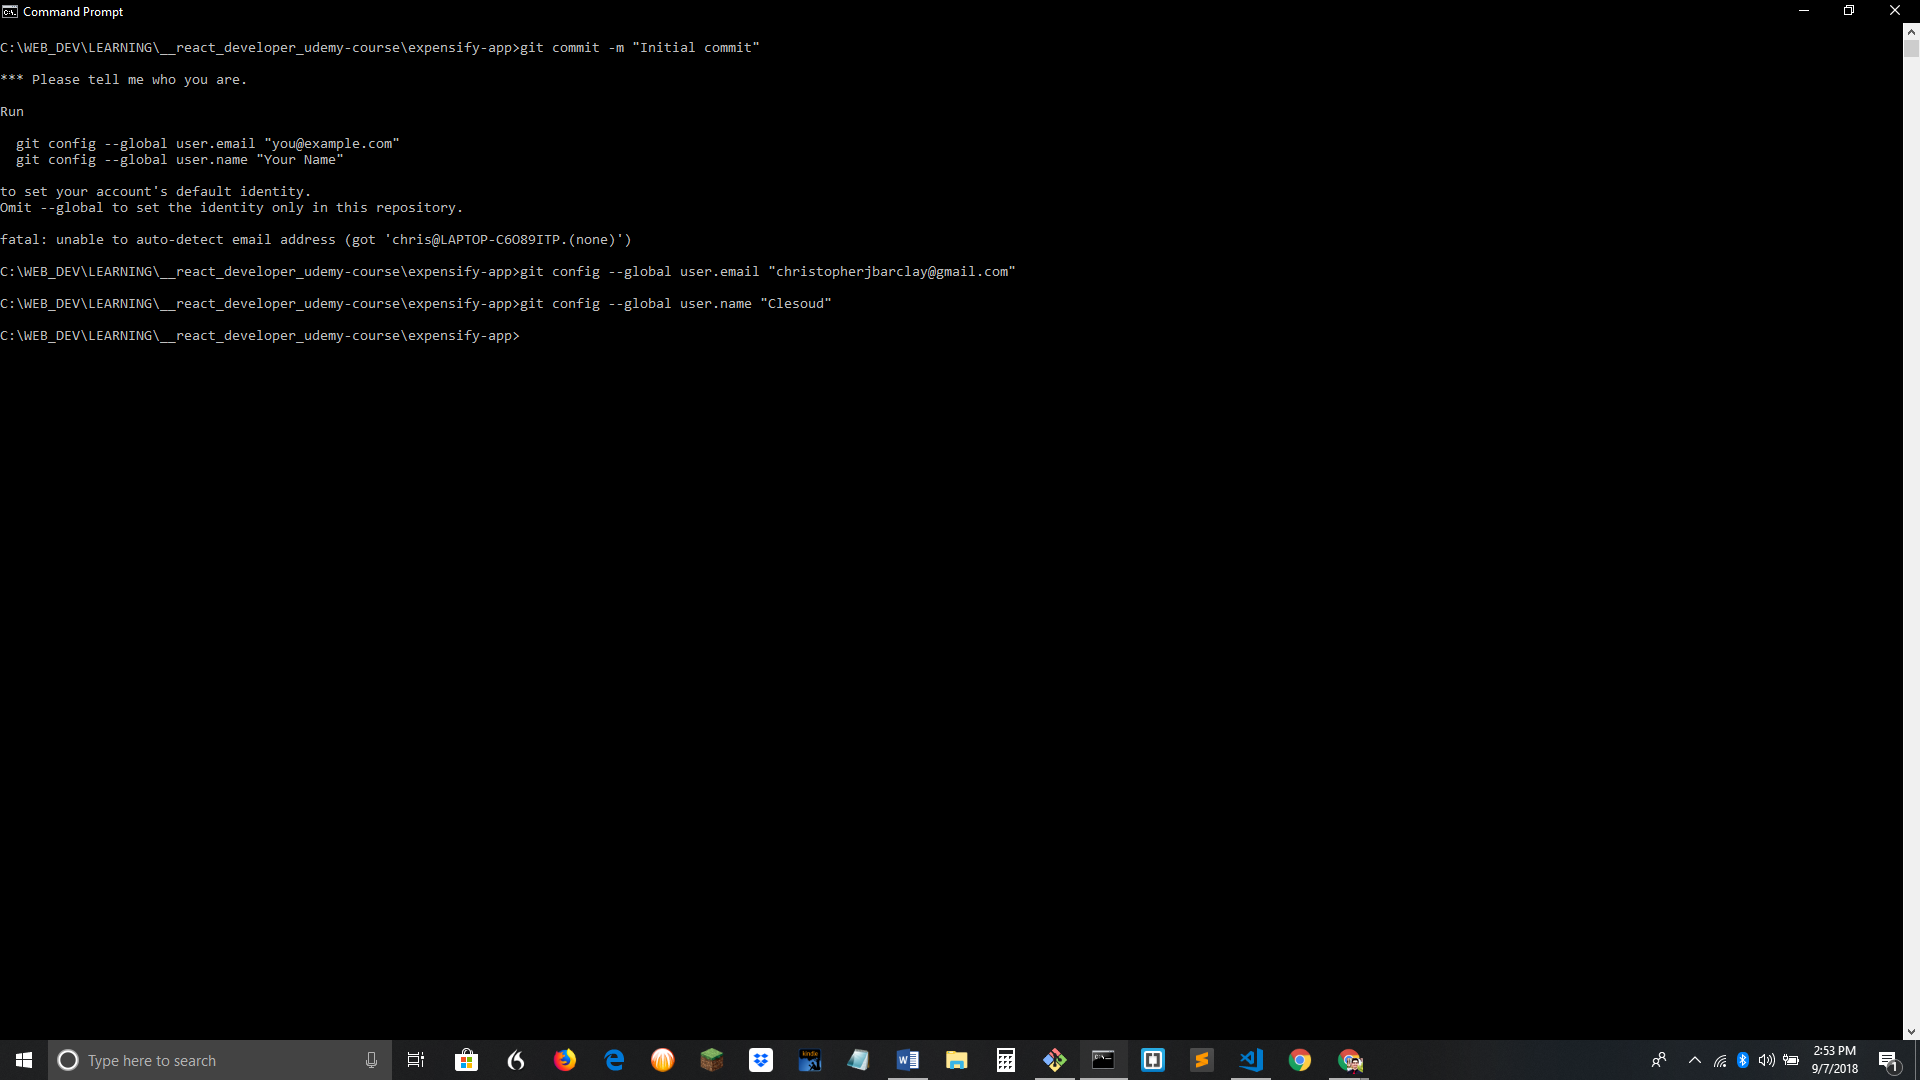 Command Prompt
C:\WEB_DEV\LEARNING\__react_developer_udemy-course\expensify-app>git commit -m "Initial commit"
*** Please tell me who you are.
Run
git config --global user.email "you@example.com"
git config --global user.name "Your Name"
to set your account's default identity.
Omit --global to set the identity only in this repository.
fatal: unable to auto-detect email address (got 'chris@LAPTOP-C6O89ITP.(none)')
C:\WEB_DEV\LEARNING\__react_developer_udemy-course\expensify-app>git config --global user.email "christopherjbarclay@gmail.com"
C:\WEB_DEV\LEARNING\__react_developer_udemy-course\expensify-app>git config --global user.name "Clesoud"
C:\WEB_DEV\LEARNING\__react_developer_udemy-course\expensify-app>
Type here to search
kindle
2:53 PM
9/7/2018
1